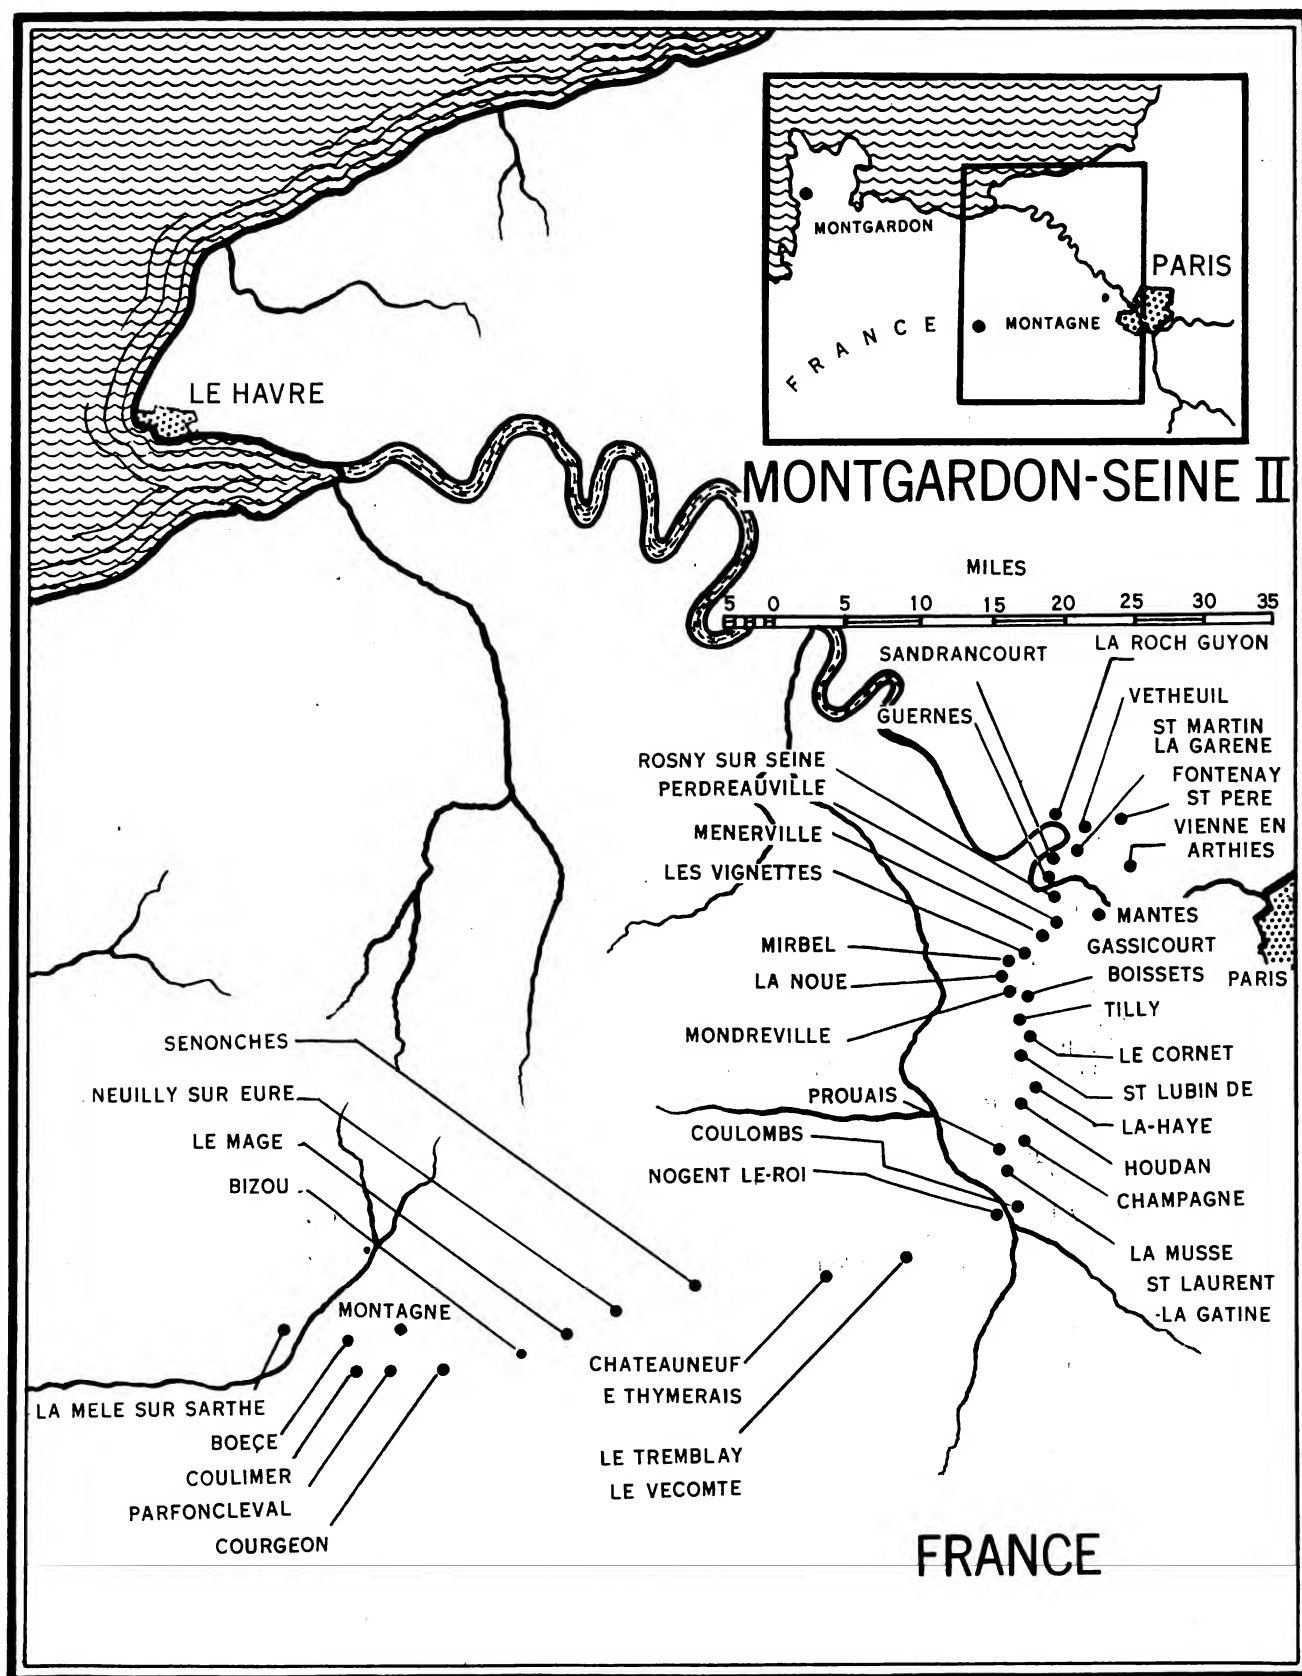 MONTGARDON
PARIS
FRANCE
MONTAGNE
LE HAVRE
MONTGARDON-SEINE II
MILES
5 0 5 10 15 20 25 30 35
SANDRANCOURT
LA ROCH GUYON
VETHEUIL
GUERNES
ST MARTIN
LA GARENE
ROSNY SUR SEINE
FONTENAY
ST PERE
PERDREAUVILLE
VIENNE EN
ARTHIES
MENERVILLE
LES VIGNETTES
MANTES
GASSICOURT
MIRBEL
BOISSETS
PARIS
LA NOUE
TILLY
MONDREVILLE
LE CORNET
SENONCHES
ST LUBIN DE
LA-HAYE
NEUILLY SUR EURE
PROUAIS
LE MAGE
COULOMBS
HOUDAN
BIZOU
NOGENT LE-ROI
CHAMPAGNE
LA MUSSE
ST LAURENT
-LA GATINE
MONTAGNE
CHATEAUNEUF
E THYMERAIS
LA MELE SUR SARTHE
BOEÇE
LE TREMBLAY
LE VECOMTE
COULIMER
PARFONCLEVAL
COURGEON
FRANCE